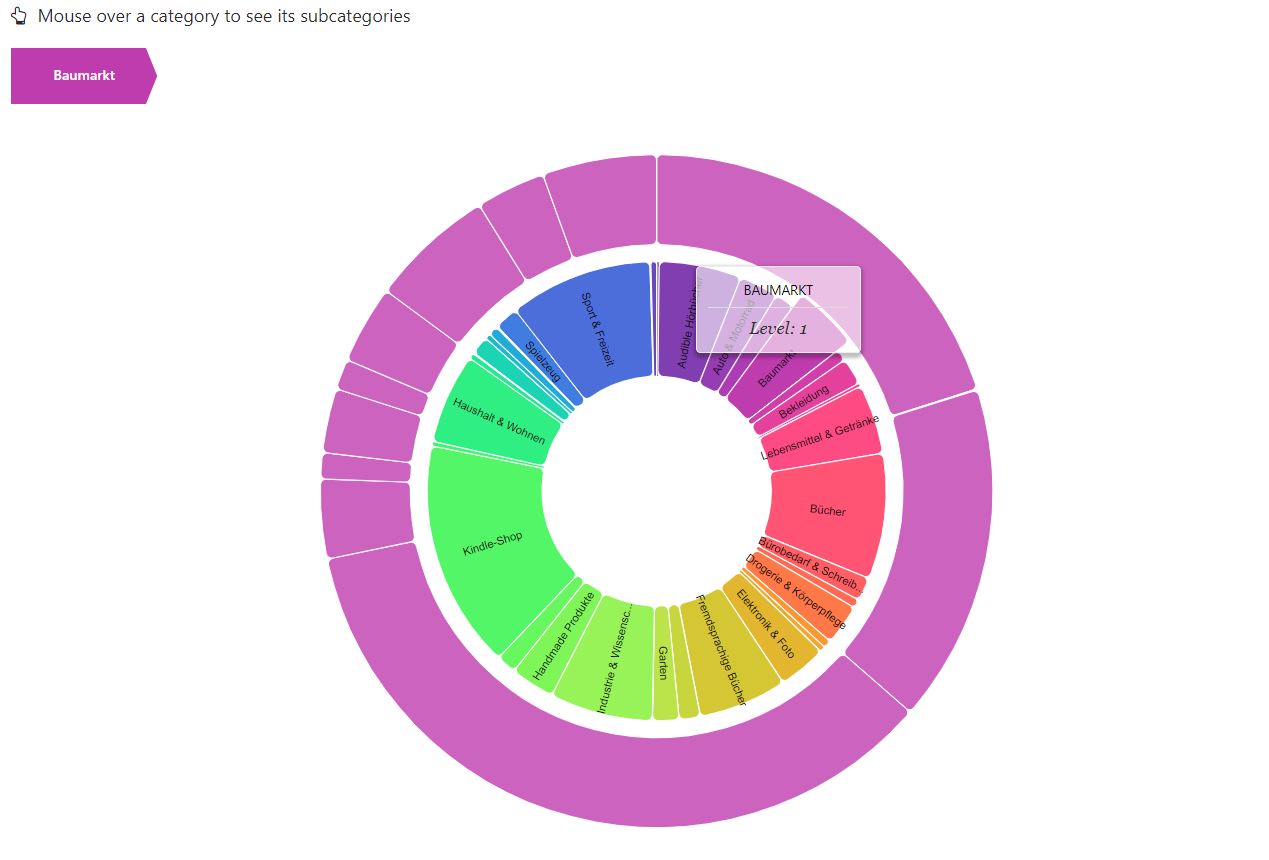 Mouse over a category to see its subcategories
Baumarkt
BAUMARKT
Level: 1
Audible Hörbücher
Auto & Motorrad
Baumarkt
Bekleidung
Lebensmittel & Getränke
Bücher
Bürobedarf & Schreib...
Drogerie & Körperpflege
Elektronik & Foto
Fremdsprachige Bücher
Garten
Industrie & Wissensc...
Handmade Produkte
Kindle-Shop
Haushalt & Wohnen
Spielzeug
Sport & Freizeit